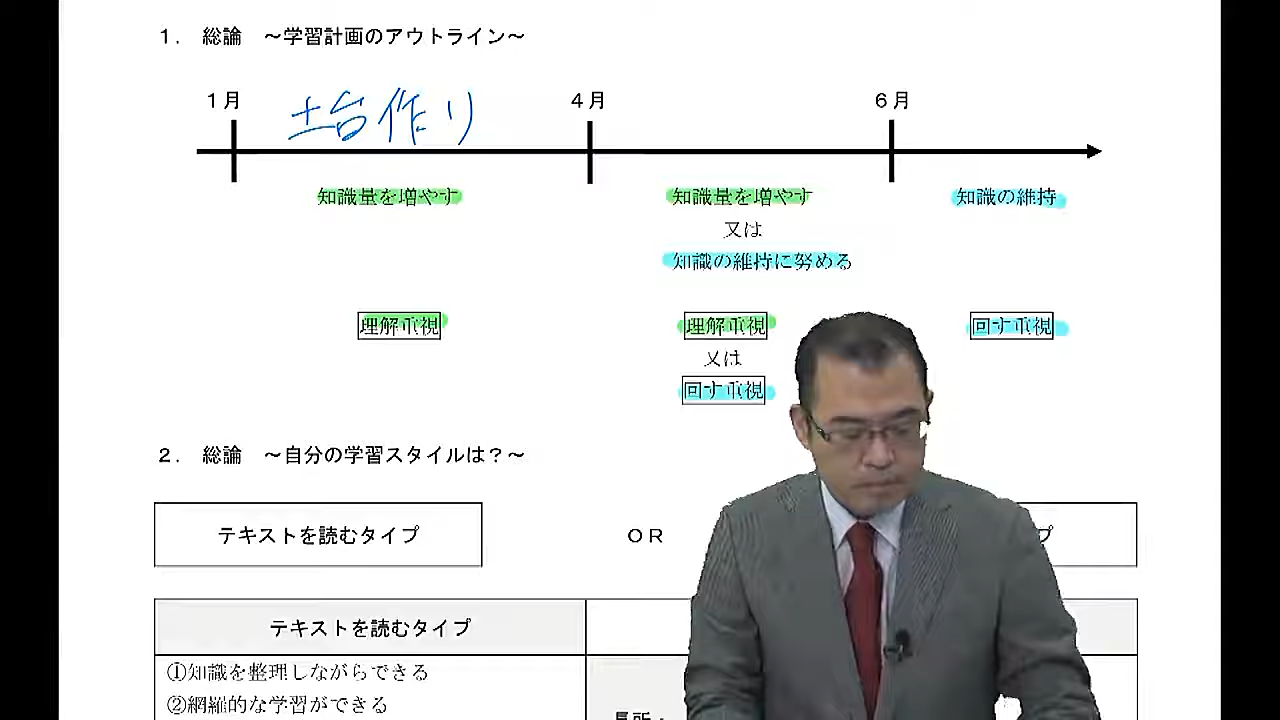 １． 総論 ～学習計画のアウトライン～
１月 土台作り ４月 ６月
知識量を増やす 知識量を増やす 知識の維持
又は
知識の維持に努める
理解重視 理解重視 回す重視
又は
回す重視
２． 総論 ～自分の学習スタイルは？～
テキストを読むタイプ ＯＲ プ
テキストを読むタイプ
①知識を整理しながらできる
②網羅的な学習ができる
長所・